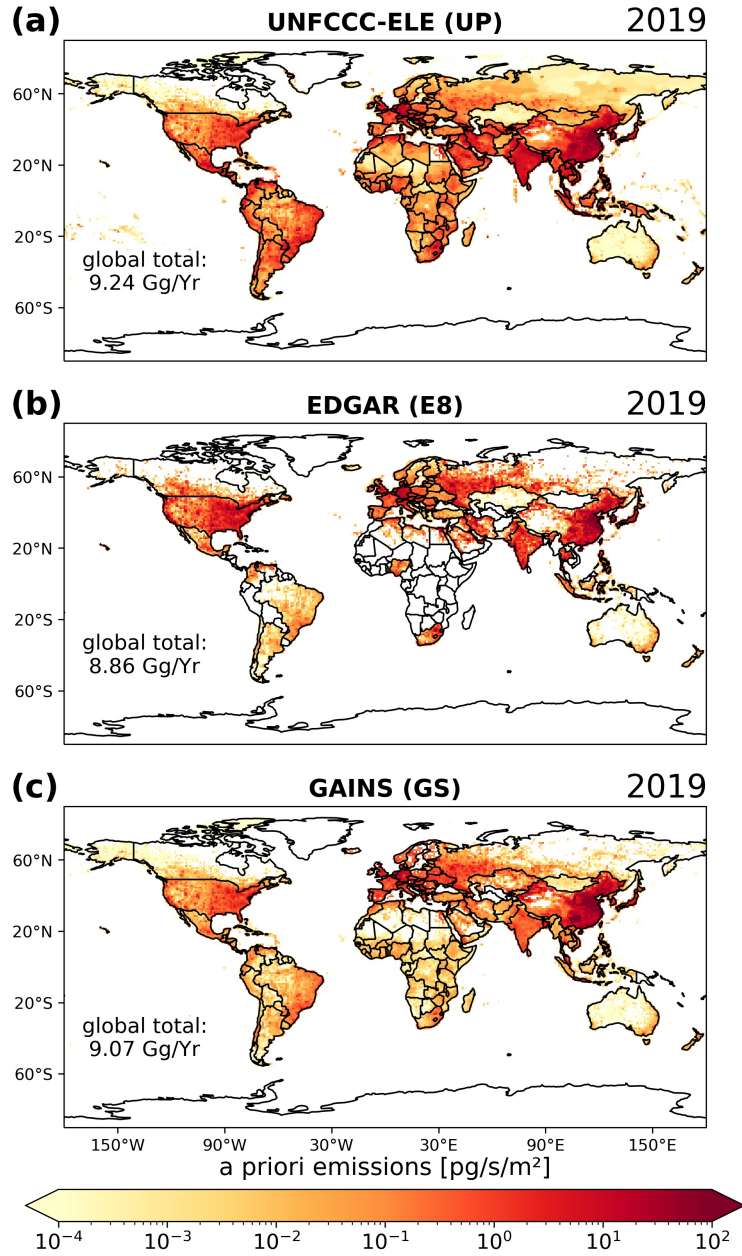 (a) UNFCCC-ELE (UP) 2019
60°N
20°N
20°S
60°S
global total:
9.24 Gg/Yr
(b) EDGAR (E8) 2019
60°N
20°N
20°S
60°S
global total:
8.86 Gg/Yr
(c) GAINS (GS) 2019
60°N
20°N
20°S
60°S
global total:
9.07 Gg/Yr
150°W 90°W 30°W 30°E 90°E 150°E
a priori emissions [pg/s/m²]
10⁻⁴ 10⁻³ 10⁻² 10⁻¹ 10⁰ 10¹ 10²